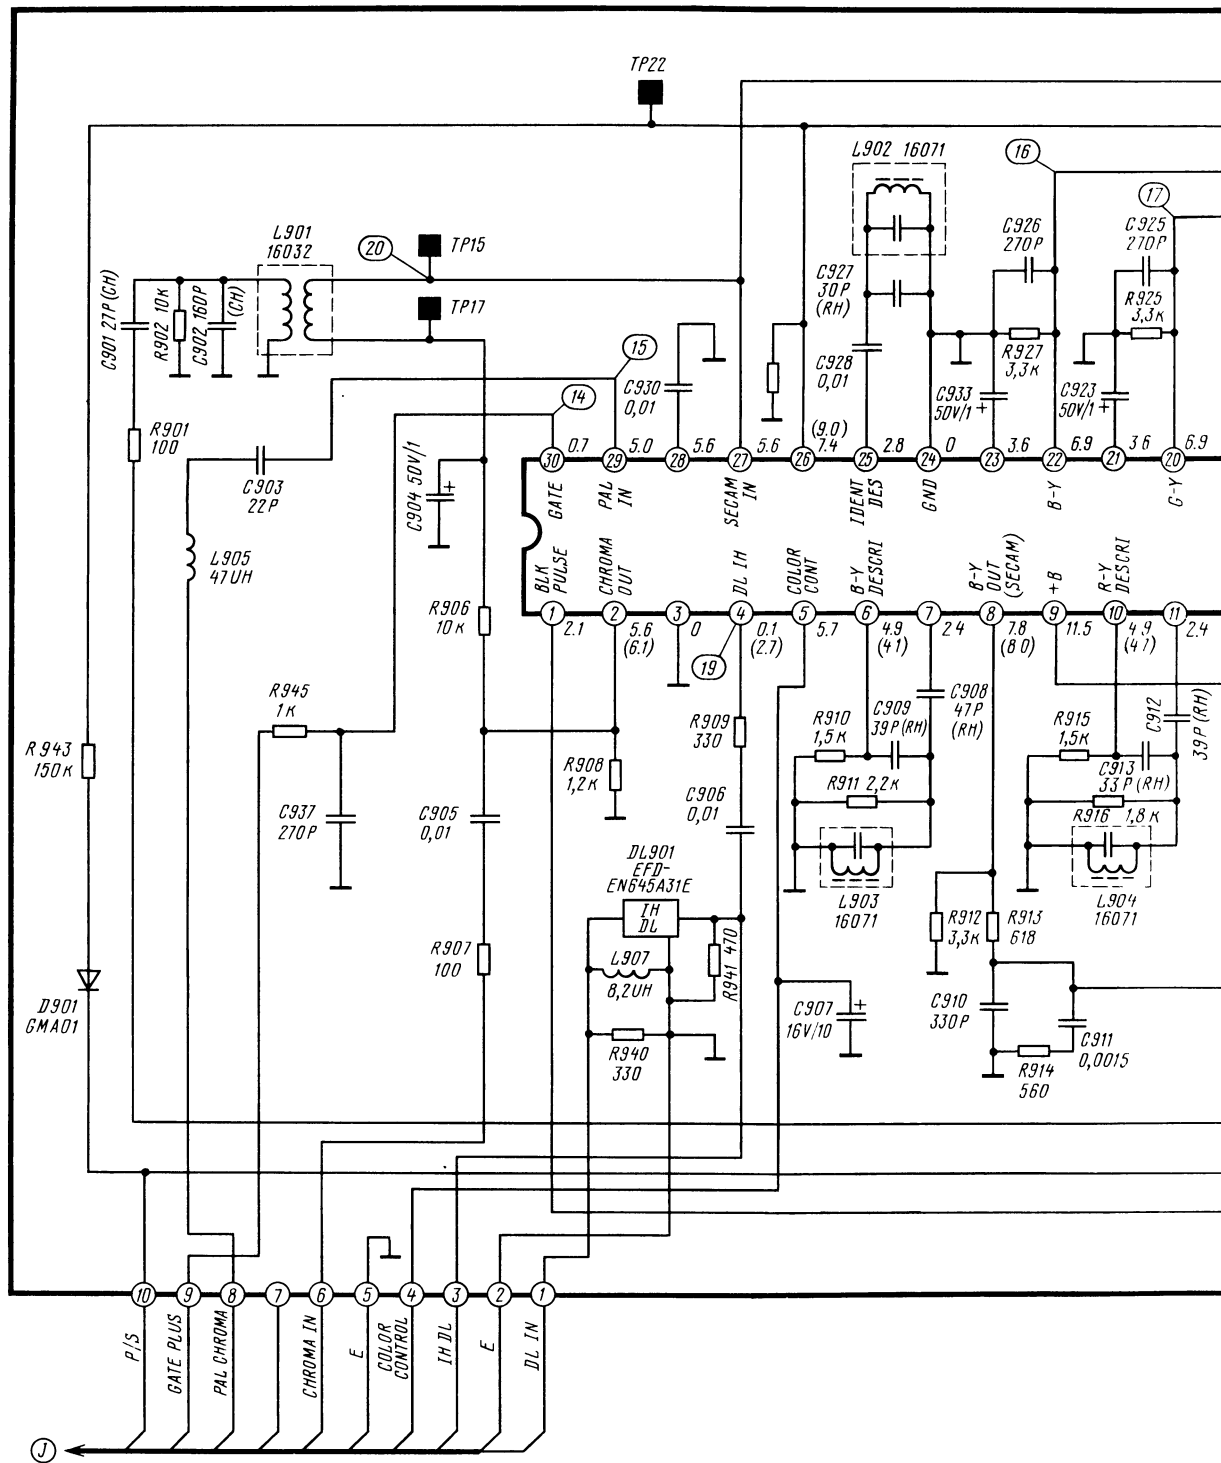 TP22
L902 16071
16
17
L901
16032
20
TP15
TP17
C926
270P
C925
270P
C901 27P(CH)
R902 10к
C902 160P
(CH)
C927
30P
(RH)
R925
3,3к
15
C928
0,01
R927
3,3к
14
C930
0,01
C933
50V/1
+
C923
50V/1
+
R901
100
C903
22P
C904 50V/1
+
30
0.7
29
5.0
28
5.6
27
5.6
26
(9.0)
7.4
25
2.8
24
0
23
3.6
22
6.9
21
3.6
20
6.9
GATE
PAL
IN
SECAM
IN
IDENT
DES
GND
B-Y
G-Y
L905
47UH
BLK
PULSE
CHROMA
OUT
DL IH
COLOR
CONT
B-Y
DESCRI
B-Y
OUT
(SECAM)
+B
R-Y
DESCRI
R906
10к
1
2.1
2
5.6
(6.1)
3
0
4
0.1
(2.7)
5
5.7
6
4.9
(4.1)
7
2.4
8
7.8
(8.0)
9
11.5
10
4.9
(4.7)
11
2.4
19
R945
1к
R943
150к
R908
1,2к
R909
330
R910
1,5к
C909
39P(RH)
C908
47P
(RH)
R915
1,5к
C912
39P(RH)
C913
33P(RH)
R911 2,2к
R916 1,8к
C937
270P
C905
0,01
C906
0,01
DL901
EFD-
EN645A31E
IH
DL
L903
16071
L904
16071
R912
3,3к
R913
618
R907
100
L907
8,2UH
R941 470
D901
GMA01
C907
16V/10
+
C910
330P
C911
0,0015
R940
330
R914
560
10
9
8
7
6
5
4
3
2
1
P/S
GATE PLUS
PAL CHROMA
CHROMA IN
E
COLOR
CONTROL
IH DL
E
DL IN
J